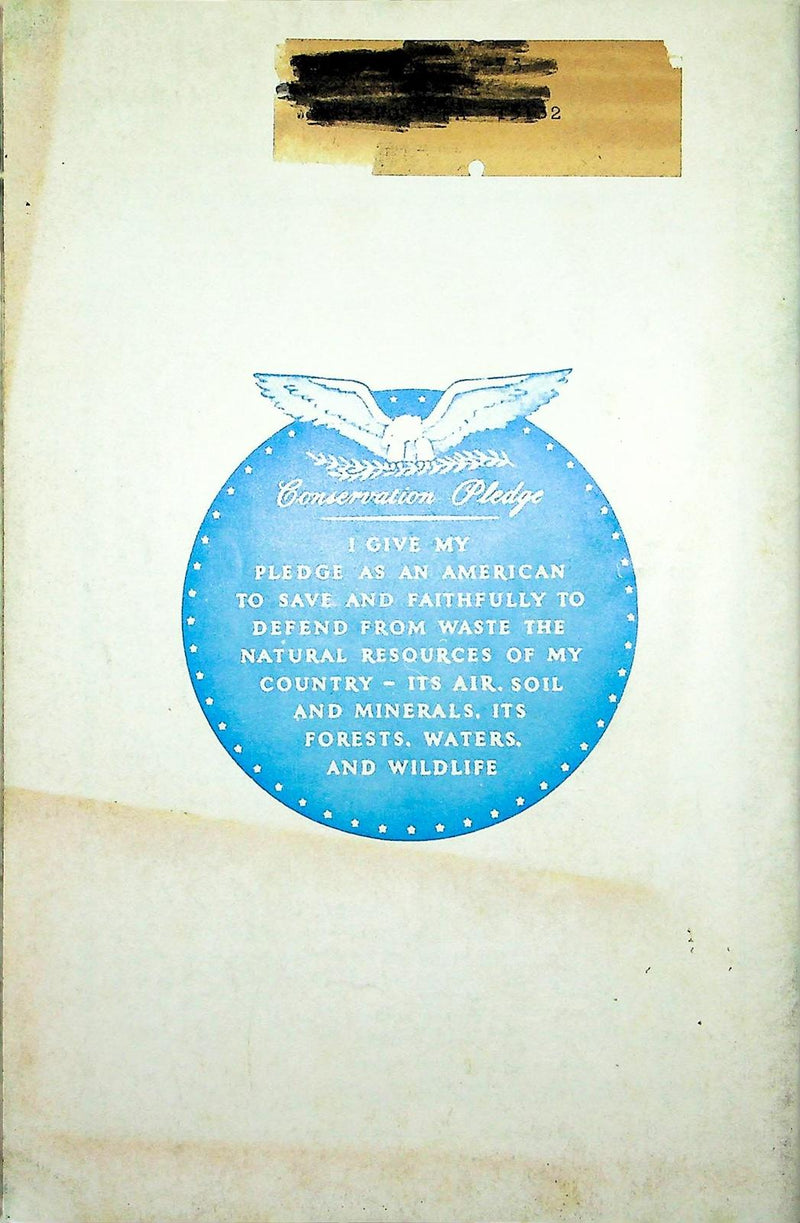 Conservation Pledge
I GIVE MY
PLEDGE AS AN AMERICAN
TO SAVE AND FAITHFULLY TO
DEFEND FROM WASTE THE
NATURAL RESOURCES OF MY
COUNTRY – ITS AIR, SOIL
AND MINERALS, ITS
FORESTS, WATERS,
AND WILDLIFE